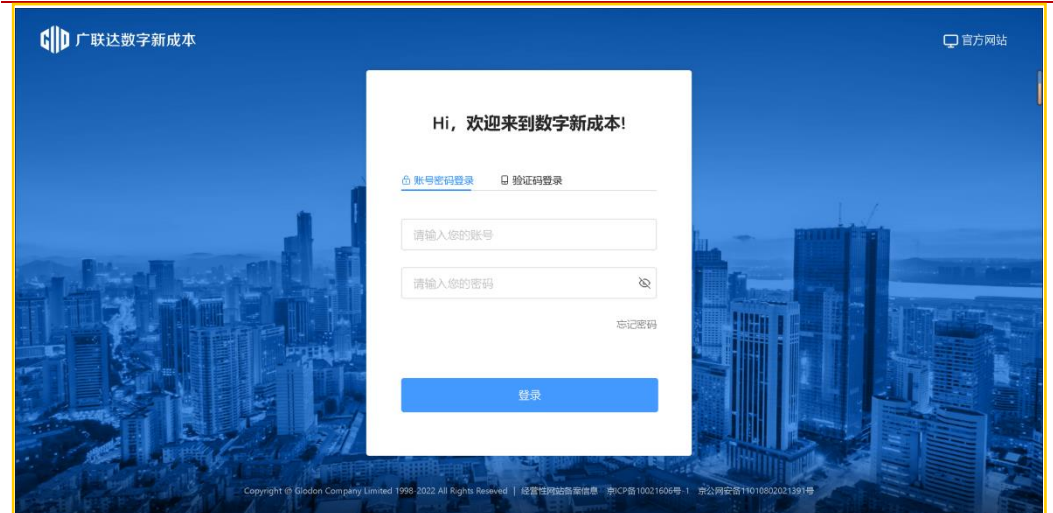 广联达数字新成本
官方网站
Hi，欢迎来到数字新成本!
账号密码登录 验证码登录
请输入您的账号
请输入您的密码
忘记密码
登录
Copyright @ Glodon Company Limited 1998-2022 All Rights Reseved | 经营性网站备案信息 京ICP备10021606号-1 京公网安备11010802021391号